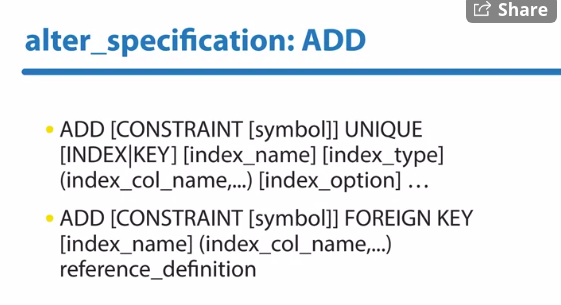 Share
alter_specification: ADD
• ADD [CONSTRAINT [symbol]] UNIQUE
[INDEX|KEY] [index_name] [index_type]
(index_col_name,...) [index_option] ...
• ADD [CONSTRAINT [symbol]] FOREIGN KEY
[index_name] (index_col_name,...)
reference_definition